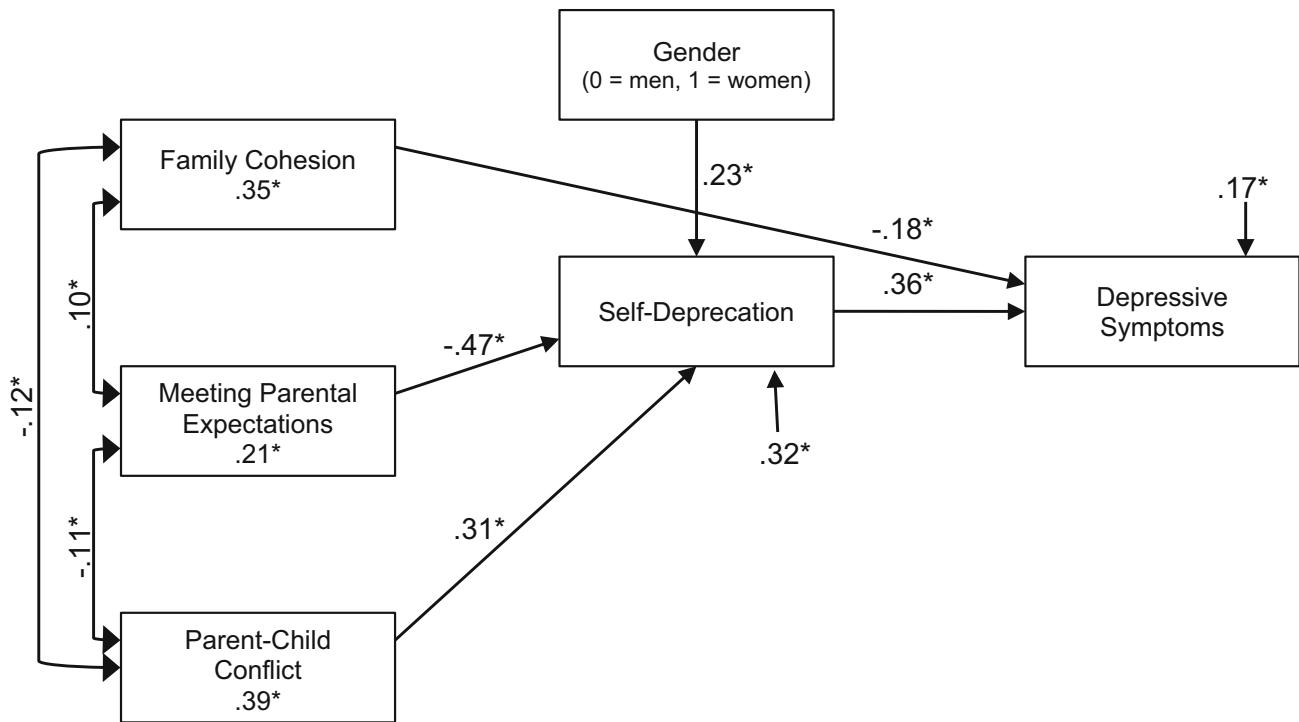 Gender
(0 = men, 1 = women)
Family Cohesion
.35*
.23*
.17*
-.18*
.10*
Self-Deprecation
.36*
Depressive
Symptoms
-.47*
-.12*
Meeting Parental
Expectations
.21*
.32*
.31*
-.11*
Parent-Child
Conflict
.39*